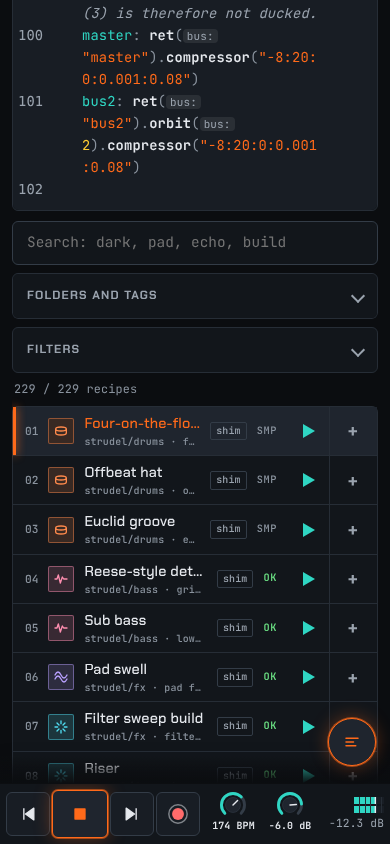 (3) is therefore not ducked.
100 master: ret( bus:
"master").compressor("-8:20:
0:0.001:0.08")
101 bus2: ret( bus:
"bus2").orbit( bus:
2).compressor("-8:20:0:0.001
:0.08")
102
Search: dark, pad, echo, build
FOLDERS AND TAGS
FILTERS
229 / 229 recipes
01 Four-on-the-flo… shim SMP +
strudel/drums · f…
02 Offbeat hat shim SMP +
strudel/drums · o…
03 Euclid groove shim SMP +
strudel/drums · e…
04 Reese-style det… shim OK +
strudel/bass · gri…
05 Sub bass shim OK +
strudel/bass · low…
06 Pad swell shim OK +
strudel/fx · pad f…
07 Filter sweep build shim OK +
strudel/fx · filte…
08 Riser shim OK +
174 BPM -6.0 dB -12.3 dB